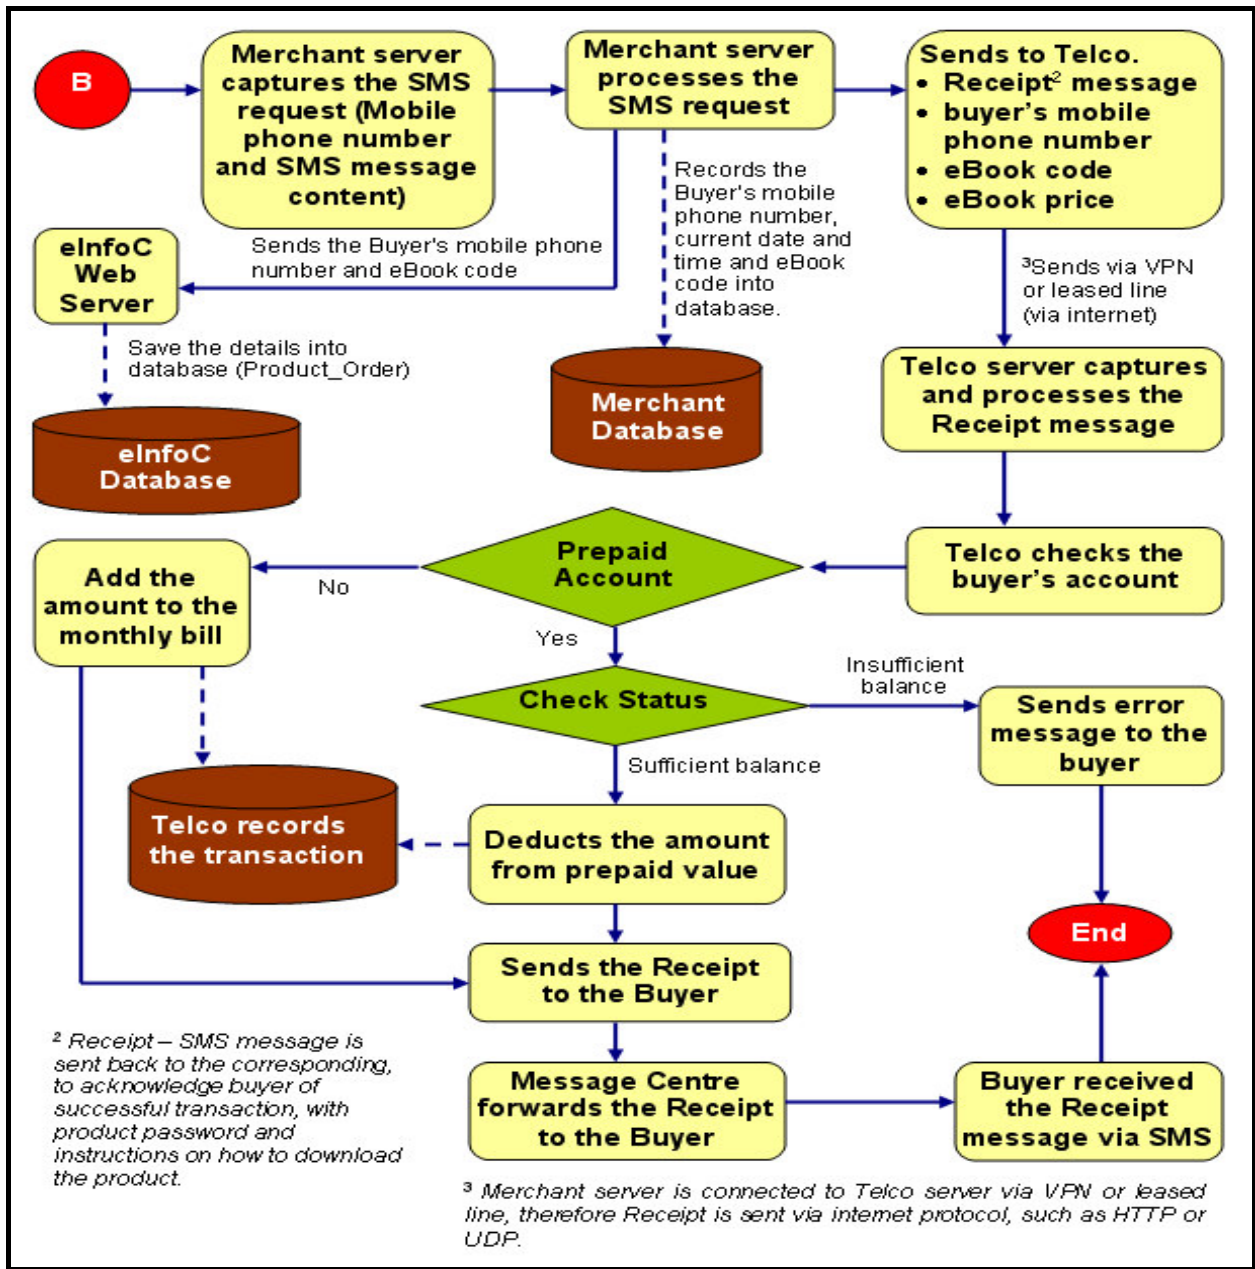 B
Merchant server
captures the SMS
request (Mobile
phone number
and SMS message
content)
Merchant server
processes the
SMS request
Sends to Telco.
• Receipt² message
• buyer's mobile
phone number
• eBook code
• eBook price
Records the
Buyer's mobile
phone number,
current date and
time and eBook
code into
database.
Sends the Buyer's mobile phone
number and eBook code
eInfoC
Web
Server
³Sends via VPN
or leased line
(via internet)
Save the details into
database (Product_Order)
Telco server captures
and processes the
Receipt message
Merchant
Database
eInfoC
Database
Telco checks the
buyer's account
Prepaid
Account
No
Add the
amount to the
monthly bill
Yes
Insufficient
balance
Check Status
Sends error
message to the
buyer
Sufficient balance
Telco records
the transaction
Deducts the amount
from prepaid value
End
Sends the Receipt
to the Buyer
² Receipt – SMS message is
sent back to the corresponding,
to acknowledge buyer of
successful transaction, with
product password and
instructions on how to download
the product.
Message Centre
forwards the Receipt
to the Buyer
Buyer received
the Receipt
message via SMS
³ Merchant server is connected to Telco server via VPN or leased
line, therefore Receipt is sent via internet protocol, such as HTTP or
UDP.